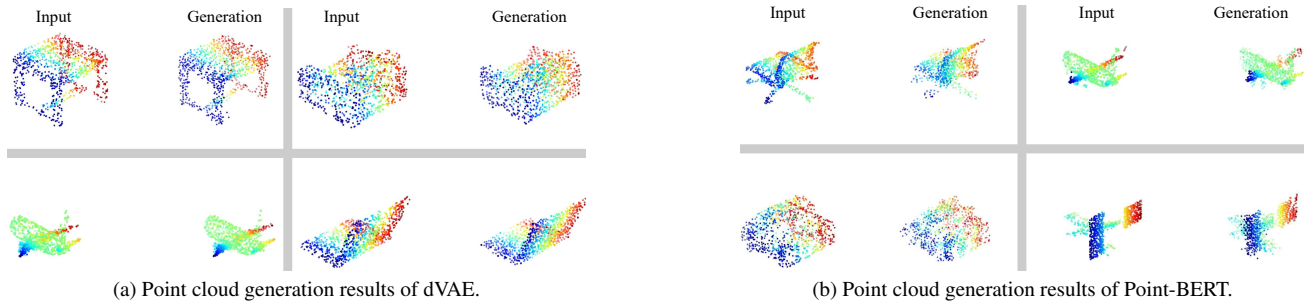 Input Generation Input Generation
Input Generation Input Generation
(a) Point cloud generation results of dVAE.
(b) Point cloud generation results of Point-BERT.